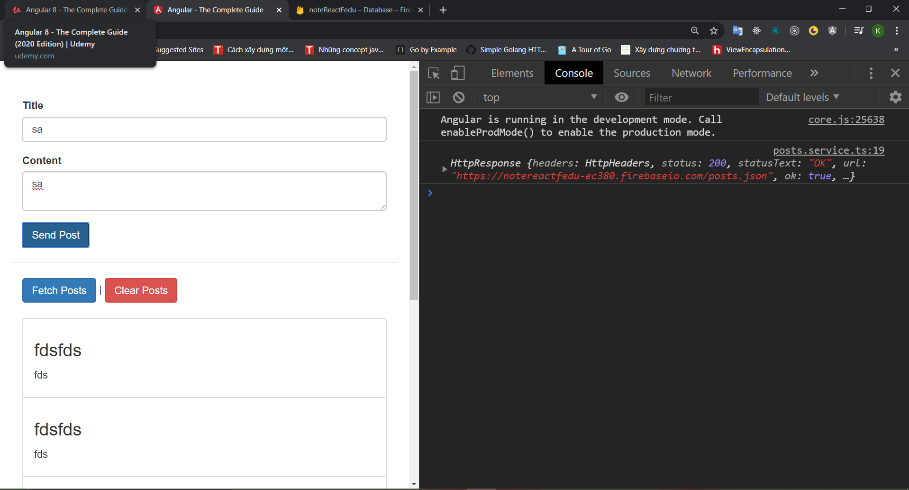 Angular 8 - The Complete Guide
Angular - The Complete Guide
noteReactFedu – Database – Fire
Angular 8 - The Complete Guide
(2020 Edition) | Udemy
udemy.com
K
Suggested Sites
Cách xây dựng một...
Những concept jav...
Go by Example
Simple Golang HTT...
A Tour of Go
Xây dựng chương t...
ViewEncapsulation...
»
Title
sa
Content
sa
Send Post
Fetch Posts | Clear Posts
fdsfds
fds
fdsfds
fds
Elements Console Sources Network Performance »
top Filter Default levels
Angular is running in the development mode. Call core.js:25638
enableProdMode() to enable the production mode.
posts.service.ts:19
HttpResponse {headers: HttpHeaders, status: 200, statusText: "OK", url:
"https://notereactfedu-ec380.firebaseio.com/posts.json", ok: true, …}